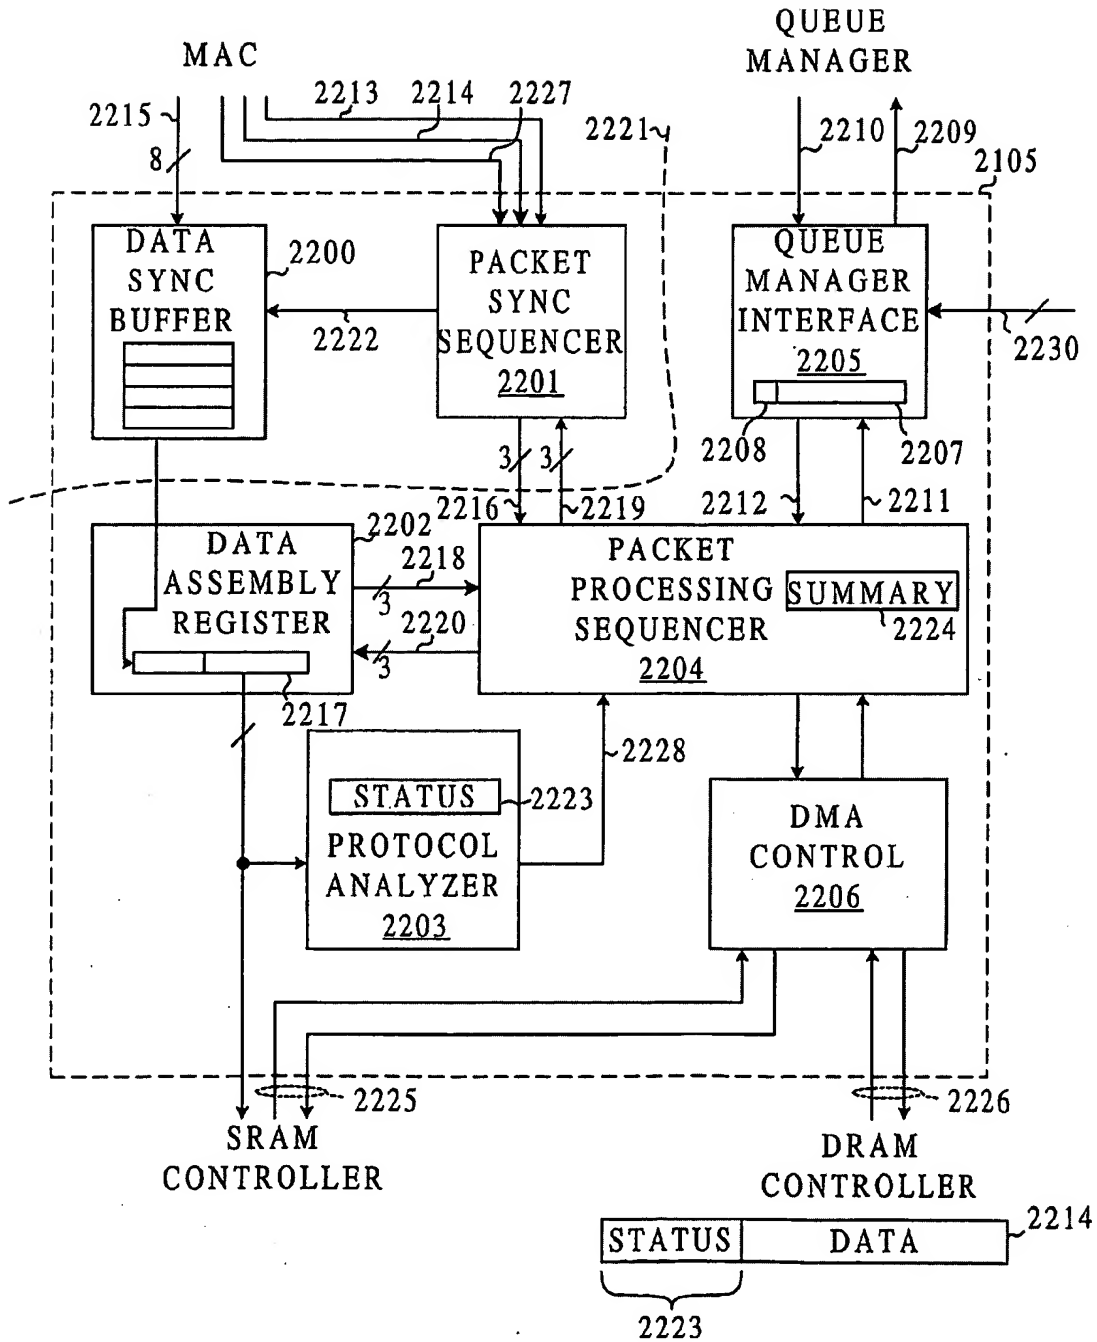 QUEUE
MANAGER
MAC
2213
2214
2227
2215
8
2221
2210
2209
2105
DATA
SYNC
BUFFER
2200
PACKET
SYNC
SEQUENCER
2201
2222
QUEUE
MANAGER
INTERFACE
2205
2230
2208
2207
3
3
2216
2219
2212
2211
2202
DATA
ASSEMBLY
REGISTER
2218
3
2220
3
2217
PACKET
PROCESSING
SEQUENCER
2204
SUMMARY
2224
2228
STATUS
2223
PROTOCOL
ANALYZER
2203
DMA
CONTROL
2206
2225
2226
SRAM
CONTROLLER
DRAM
CONTROLLER
2214
STATUS
DATA
2223